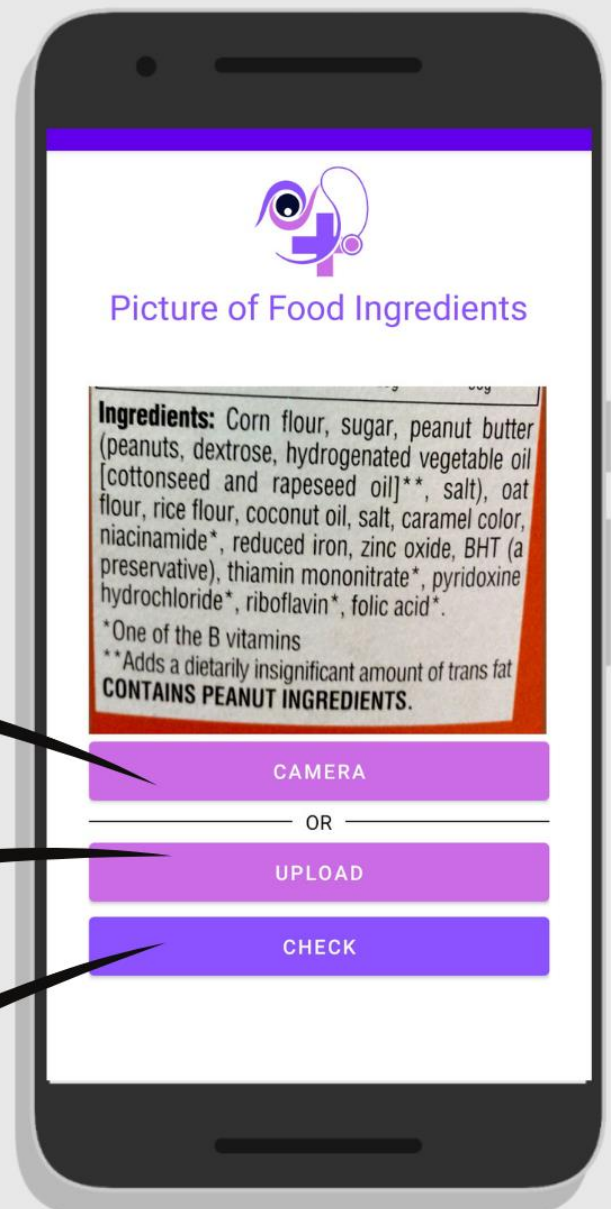 Picture of Food Ingredients
Ingredients: Corn flour, sugar, peanut butter
(peanuts, dextrose, hydrogenated vegetable oil
[cottonseed and rapeseed oil]**, salt), oat
flour, rice flour, coconut oil, salt, caramel color,
niacinamide*, reduced iron, zinc oxide, BHT (a
preservative), thiamin mononitrate*, pyridoxine
hydrochloride*, riboflavin*, folic acid*.
*One of the B vitamins
**Adds a dietarily insignificant amount of trans fat
CONTAINS PEANUT INGREDIENTS.
CAMERA
OR
UPLOAD
CHECK